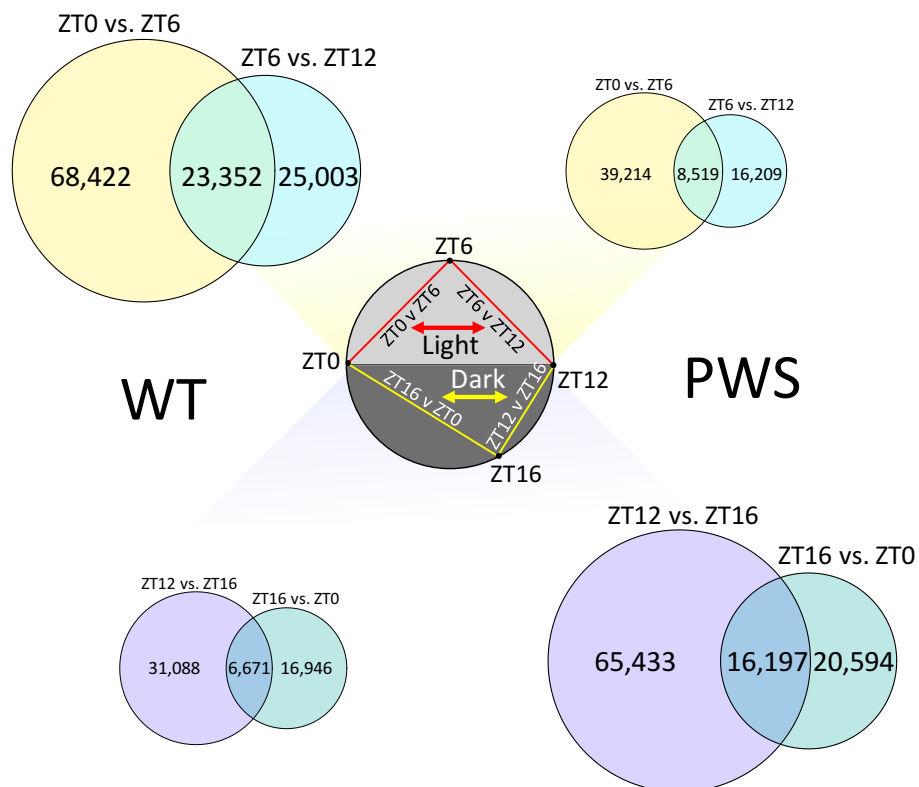 ZT0 vs. ZT6
ZT6 vs. ZT12
68,422
23,352
25,003
ZT0 vs. ZT6
ZT6 vs. ZT12
39,214
8,519
16,209
ZT6
ZT0 v ZT6
ZT6 v ZT12
Light
ZT0
ZT12
Dark
ZT16 v ZT0
ZT12 v ZT16
ZT16
WT
PWS
ZT12 vs. ZT16
ZT16 vs. ZT0
31,088
6,671
16,946
ZT12 vs. ZT16
ZT16 vs. ZT0
65,433
16,197
20,594